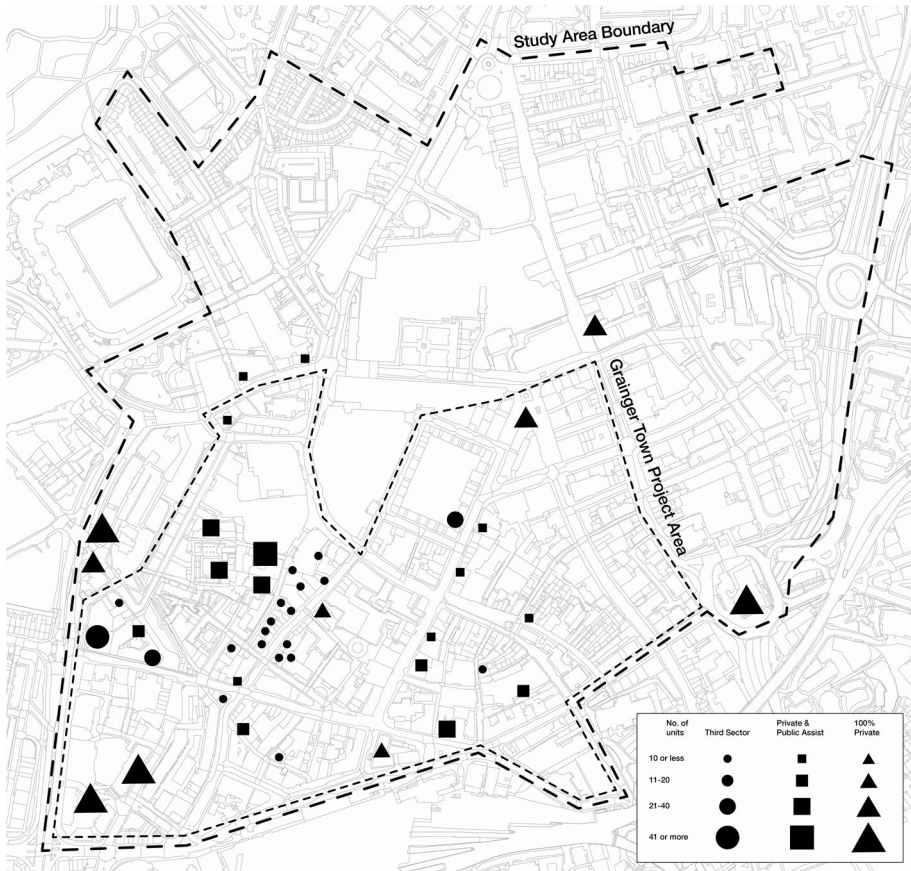 Study Area Boundary
Grainger Town Project Area
No. of
units
Third Sector
Private &
Public Assist
100%
Private
10 or less
11-20
21-40
41 or more